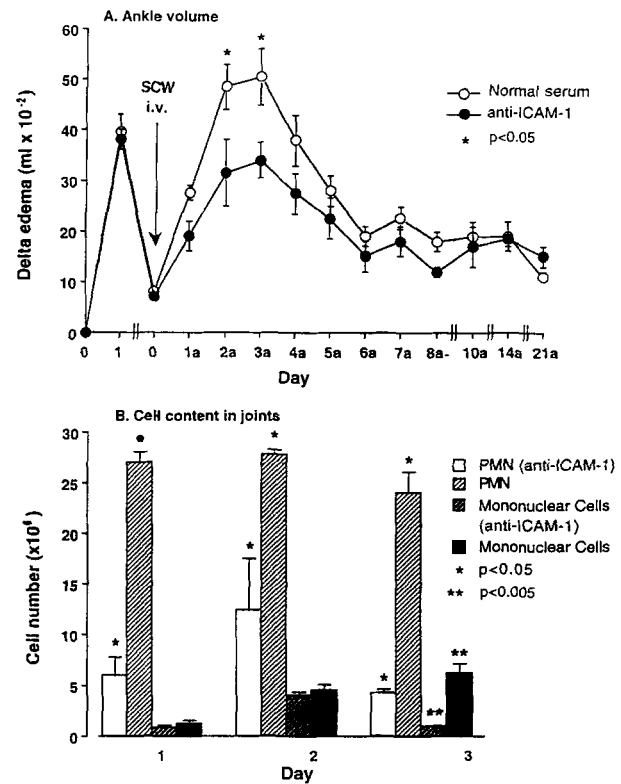 A. Ankle volume
60
50
40
30
20
10
0
Delta edema (ml x 10⁻²)
SCW
i.v.
* *
Normal serum
anti-ICAM-1
* p<0.05
0 1 0 1a 2a 3a 4a 5a 6a 7a 8a- 10a 14a 21a
Day
B. Cell content in joints
30
25
20
15
10
5
0
Cell number (x10⁶)
PMN (anti-ICAM-1)
PMN
Mononuclear Cells
(anti-ICAM-1)
Mononuclear Cells
* p<0.05
** p<0.005
* * * * * * ** **
1 2 3
Day